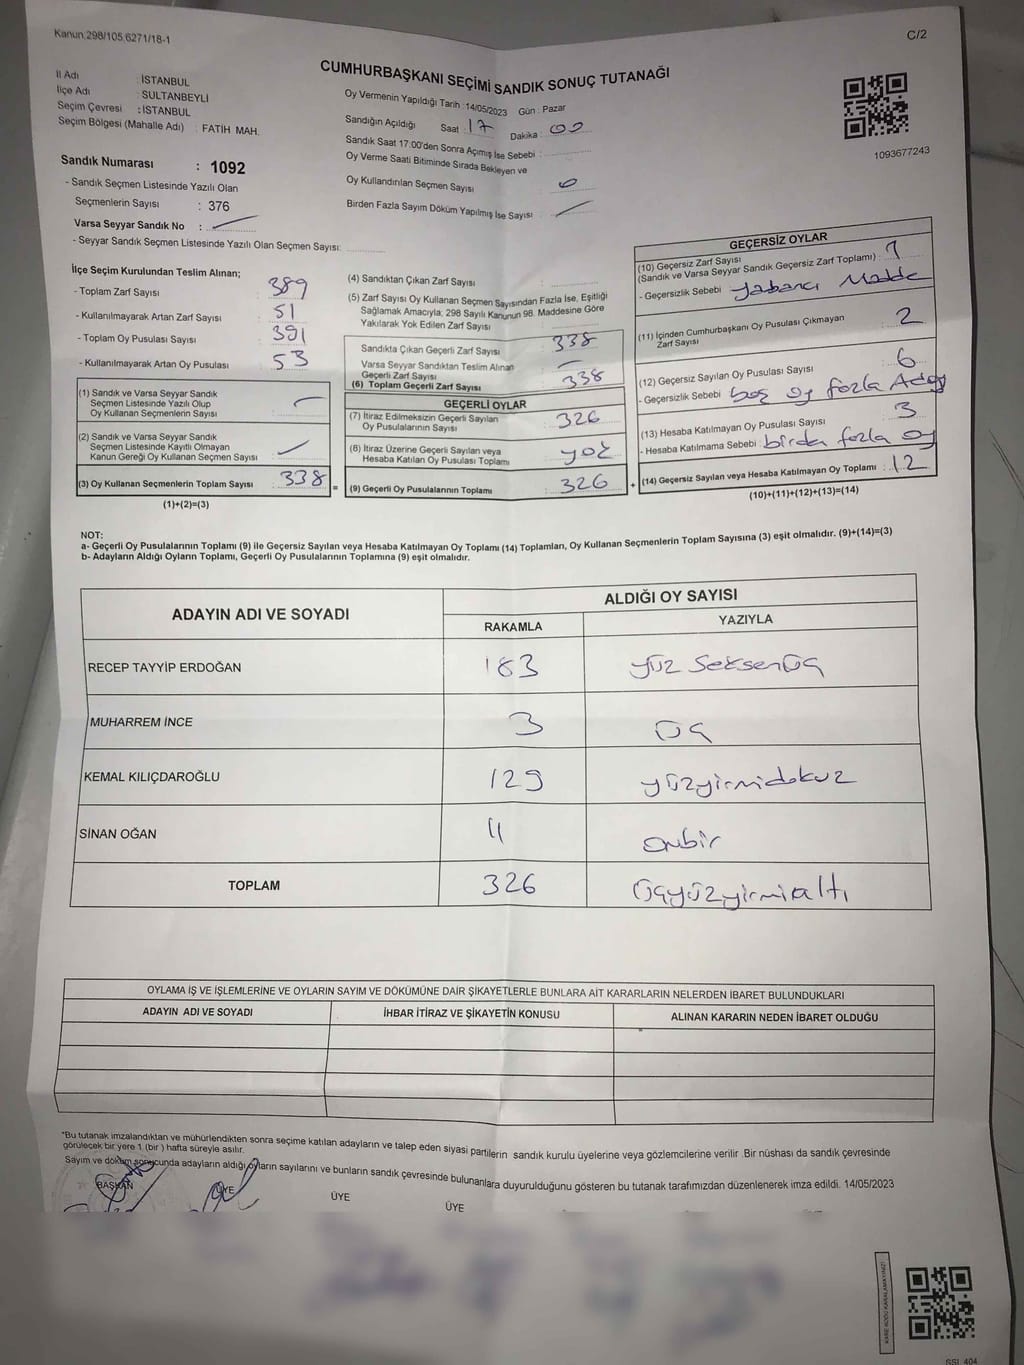 Kanun:298/105,6271/18-1
C/2
CUMHURBAŞKANI SEÇİMİ SANDIK SONUÇ TUTANAĞI
İl Adı : İSTANBUL
İlçe Adı : SULTANBEYLİ
Seçim Çevresi : İSTANBUL
Seçim Bölgesi (Mahalle Adı) : FATİH MAH.
Oy Vermenin Yapıldığı Tarih :14/05/2023 Gün : Pazar
Sandığın Açıldığı Saat : 17 Dakika : 00
Sandık Saat 17:00'den Sonra Açılmış İse Sebebi :
Oy Verme Saati Bitiminde Sırada Bekleyen ve
Oy Kullandırılan Seçmen Sayısı
Birden Fazla Sayım Döküm Yapılmış İse Sayısı :
1093677243
Sandık Numarası : 1092
- Sandık Seçmen Listesinde Yazılı Olan
Seçmenlerin Sayısı : 376
Varsa Seyyar Sandık No :
- Seyyar Sandık Seçmen Listesinde Yazılı Olan Seçmen Sayısı:
İlçe Seçim Kurulundan Teslim Alınan;
- Toplam Zarf Sayısı : 389
- Kullanılmayarak Artan Zarf Sayısı : 51
- Toplam Oy Pusulası Sayısı : 391
- Kullanılmayarak Artan Oy Pusulası : 53
(1) Sandık ve Varsa Seyyar Sandık
Seçmen Listesinde Yazılı Olup
Oy Kullanan Seçmenlerin Sayısı
(2) Sandık ve Varsa Seyyar Sandık
Seçmen Listesinde Kayıtlı Olmayan
Kanun Gereği Oy Kullanan Seçmen Sayısı
(3) Oy Kullanan Seçmenlerin Toplam Sayısı : 338
(1)+(2)=(3)
=
(4) Sandıktan Çıkan Zarf Sayısı :
(5) Zarf Sayısı Oy Kullanan Seçmen Sayısından Fazla İse, Eşitliği
Sağlamak Amacıyla; 298 Sayılı Kanunun 98. Maddesine Göre
Yakılarak Yok Edilen Zarf Sayısı :
Sandıkta Çıkan Geçerli Zarf Sayısı : 338
Varsa Seyyar Sandıktan Teslim Alınan
Geçerli Zarf Sayısı
(6) Toplam Geçerli Zarf Sayısı : 338
GEÇERLİ OYLAR
(7) İtiraz Edilmeksizin Geçerli Sayılan
Oy Pusulalarının Sayısı : 326
(8) İtiraz Üzerine Geçerli Sayılan veya
Hesaba Katılan Oy Pusulası Toplamı : yok
(9) Geçerli Oy Pusulalarının Toplamı : 326
+
GEÇERSİZ OYLAR
(10) Geçersiz Zarf Sayısı
(Sandık ve Varsa Seyyar Sandık Geçersiz Zarf Toplamı) : 1
- Geçersizlik Sebebi : yabancı Madde
(11) İçinden Cumhurbaşkanı Oy Pusulası Çıkmayan
Zarf Sayısı : 2
(12) Geçersiz Sayılan Oy Pusulası Sayısı : 6
- Geçersizlik Sebebi : boş oy fazla Aday
(13) Hesaba Katılmayan Oy Pusulası Sayısı : 3
- Hesaba Katılmama Sebebi : birden fazla oy
(14) Geçersiz Sayılan veya Hesaba Katılmayan Oy Toplamı : 12
(10)+(11)+(12)+(13)=(14)
NOT:
a- Geçerli Oy Pusulalarının Toplamı (9) ile Geçersiz Sayılan veya Hesaba Katılmayan Oy Toplamı (14) Toplamları, Oy Kullanan Seçmenlerin Toplam Sayısına (3) eşit olmalıdır. (9)+(14)=(3)
b- Adayların Aldığı Oyların Toplamı, Geçerli Oy Pusulalarının Toplamına (9) eşit olmalıdır.
ADAYIN ADI VE SOYADI
ALDIĞI OY SAYISI
RAKAMLA YAZIYLA
RECEP TAYYİP ERDOĞAN 183 yüz seksenüç
MUHARREM İNCE 3 üç
KEMAL KILIÇDAROĞLU 129 yüzyirmidokuz
SİNAN OĞAN 11 onbir
TOPLAM 326 üçyüzyirmialtı
OYLAMA İŞ VE İŞLEMLERİNE VE OYLARIN SAYIM VE DÖKÜMÜNE DAİR ŞİKAYETLERLE BUNLARA AİT KARARLARIN NELERDEN İBARET BULUNDUKLARI
ADAYIN ADI VE SOYADI İHBAR İTİRAZ VE ŞİKAYETİN KONUSU ALINAN KARARIN NEDEN İBARET OLDUĞU
*Bu tutanak imzalandıktan ve mühürlendikten sonra seçime katılan adayların ve talep eden siyasi partilerin sandık kurulu üyelerine veya gözlemcilerine verilir .Bir nüshası da sandık çevresinde
görülecek bir yere 1 (bir ) hafta süreyle asılır.
Sayım ve döküm sonucunda adayların aldığı oyların sayılarını ve bunların sandık çevresinde bulunanlara duyurulduğunu gösteren bu tutanak tarafımızdan düzenlenerek imza edildi. 14/05/2023
BAŞKAN ÜYE ÜYE ÜYE
SSL 404